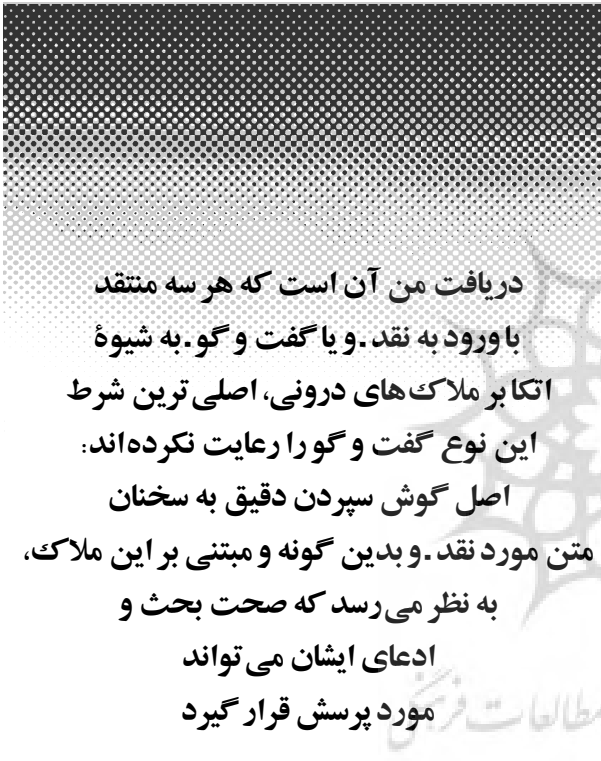 دریافت من آن است که هر سه منتقد
با ورود به نقد ـ و یا گفت و گو ـ به شیوهٔ
اتکا بر ملاک‌های درونی، اصلی‌ترین شرط
این نوع گفت و گو را رعایت نکرده‌اند:
اصل گوش سپردن دقیق به سخنان
متن مورد نقد ـ و بدین گونه و مبتنی بر این ملاک،
به نظر می‌رسد که صحت بحث و
ادعای ایشان می‌تواند
مورد پرسش قرار گیرد
مطالعات فرهنگی